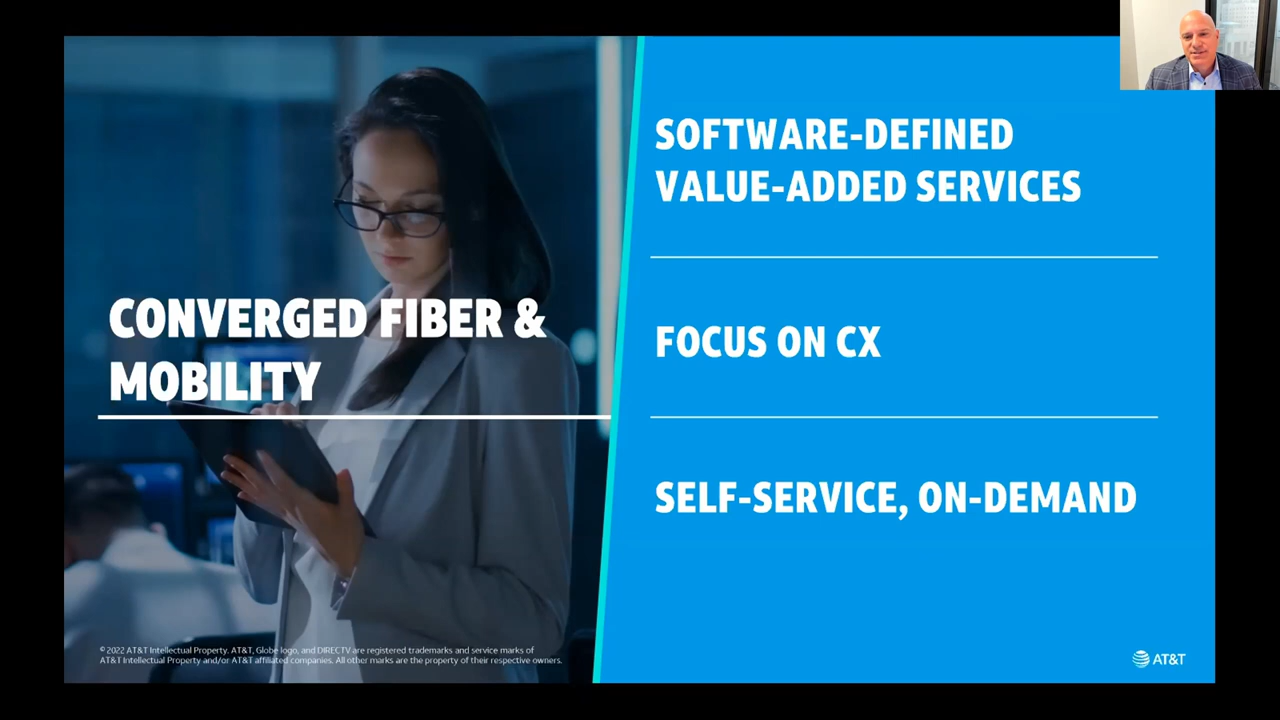 CONVERGED FIBER &
MOBILITY
SOFTWARE-DEFINED
VALUE-ADDED SERVICES
FOCUS ON CX
SELF-SERVICE, ON-DEMAND
© 2022 AT&T Intellectual Property. AT&T, Globe logo, and DIRECTV are registered trademarks and service marks of
AT&T Intellectual Property and/or AT&T affiliated companies. All other marks are the property of their respective owners.
AT&T